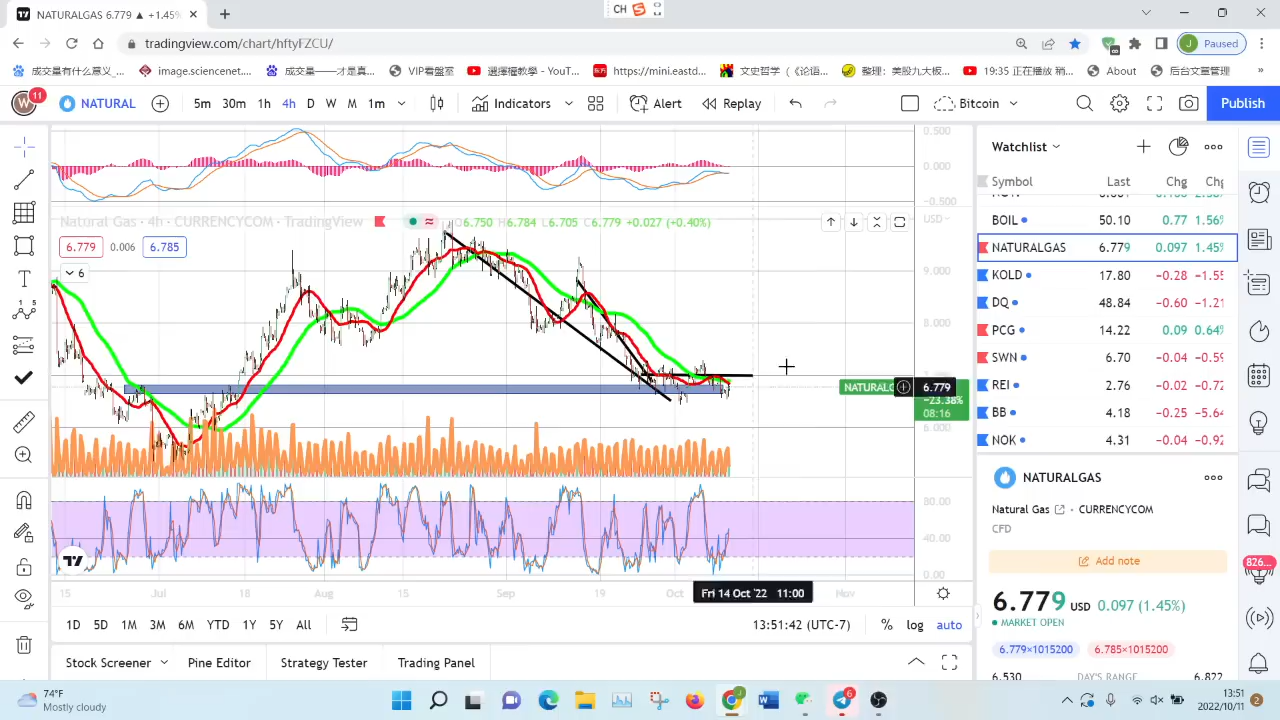 CH
NATURALGAS 6.779 ▲ +1.45%
tradingview.com/chart/hftyFZCU/
J Paused
成交量有什么意义_...
image.sciencenet....
成交量——才是真...
VIP看盤室
選擇權教學 - YouT...
https://mini.eastd...
文史哲学 (《论语...
整理：美股九大板...
19:35 正在播放 稍...
About
后台文章管理
W 11
NATURAL
5m 30m 1h 4h D W M 1m
Indicators
Alert
Replay
Bitcoin
Publish
0.500
0.000
-0.500
Natural Gas · 4h · CURRENCYCOM · TradingView
O6.750 H6.784 L6.705 C6.779 +0.027 (+0.40%)
USD
6.779 0.006 6.785
6
9.000
8.000
NATURALG 6.779
−23.38%
08:16
6.000
80.00
40.00
0.00
15 Jul 18 Aug 15 Sep 19 Oct Fri 14 Oct '22 11:00 Nov
1D 5D 1M 3M 6M YTD 1Y 5Y All
13:51:42 (UTC-7) % log auto
Stock Screener Pine Editor Strategy Tester Trading Panel
Watchlist
Symbol Last Chg
BOIL 50.10 0.77 1.56%
NATURALGAS 6.779 0.097 1.45%
KOLD 17.80 −0.28 −1.55
DQ 48.84 −0.60 −1.21
PCG 14.22 0.09 0.64%
SWN 6.70 −0.04 −0.59
REI 2.76 −0.02 −0.72
BB 4.18 −0.25 −5.64
NOK 4.31 −0.04 −0.92
NATURALGAS
Natural Gas · CURRENCYCOM
CFD
Add note
6.779 USD 0.097 (1.45%)
MARKET OPEN
6.779×1015200 6.785×1015200
6.530 DAY'S RANGE 6.822
826...
74°F
Mostly cloudy
6
13:51
2022/10/11
2